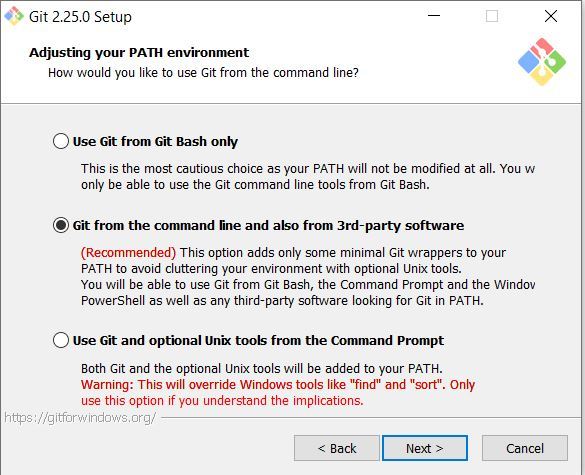 Git 2.25.0 Setup
Adjusting your PATH environment
How would you like to use Git from the command line?
Use Git from Git Bash only
This is the most cautious choice as your PATH will not be modified at all. You w
only be able to use the Git command line tools from Git Bash.
Git from the command line and also from 3rd-party software
(Recommended) This option adds only some minimal Git wrappers to your
PATH to avoid cluttering your environment with optional Unix tools.
You will be able to use Git from Git Bash, the Command Prompt and the Window
PowerShell as well as any third-party software looking for Git in PATH.
Use Git and optional Unix tools from the Command Prompt
Both Git and the optional Unix tools will be added to your PATH.
Warning: This will override Windows tools like "find" and "sort". Only
use this option if you understand the implications.
https://gitforwindows.org/
< Back
Next >
Cancel